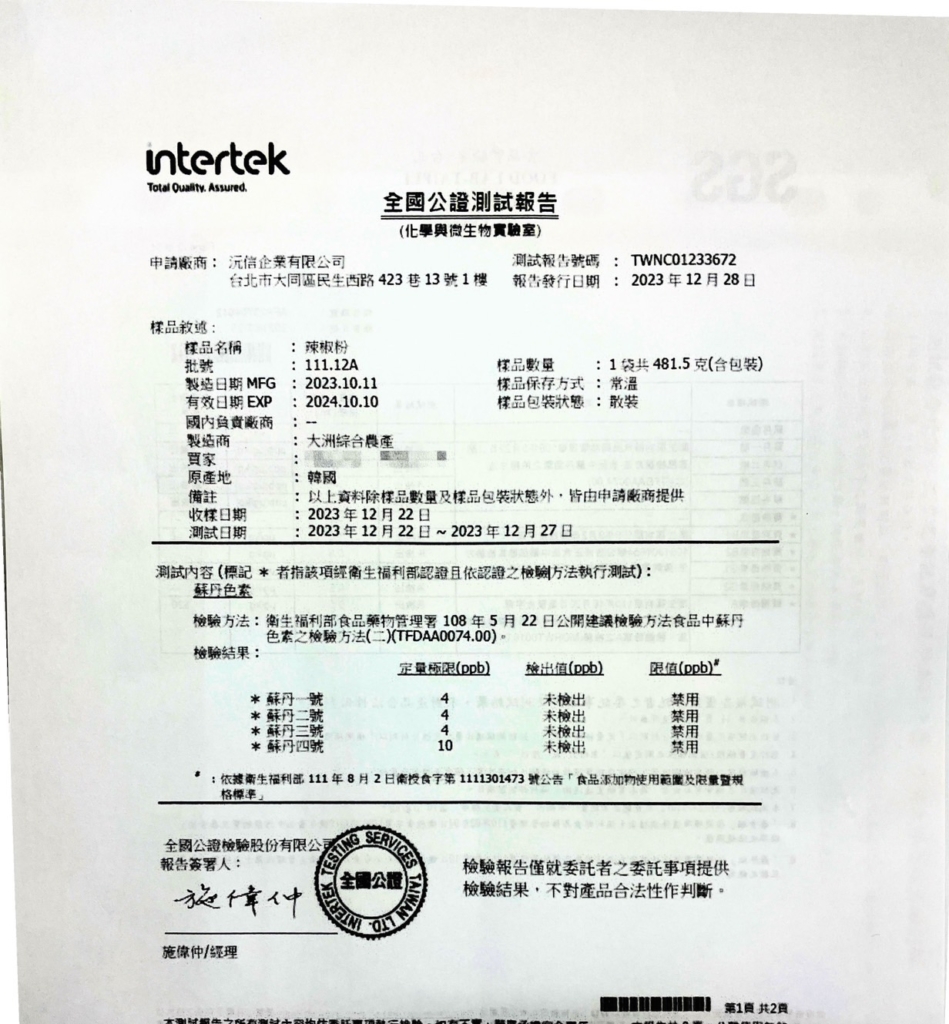 intertek
Total Quality. Assured.
全國公證測試報告
(化學與微生物實驗室)
申請廠商： 沅信企業有限公司
台北市大同區民生西路 423 巷 13 號 1 樓
測試報告號碼 ： TWNC01233672
報告發行日期 ： 2023 年 12 月 28 日
樣品敘述：
樣品名稱 ： 辣椒粉
批號 ： 111.12A
製造日期 MFG ： 2023.10.11
有效日期 EXP ： 2024.10.10
國內負責廠商 ： --
製造商 ： 大洲綜合農產
買家 ：
原產地 ： 韓國
備註 ： 以上資料除樣品數量及樣品包裝狀態外，皆由申請廠商提供
收樣日期 ： 2023 年 12 月 22 日
測試日期 ： 2023 年 12 月 22 日 ~ 2023 年 12 月 27 日
樣品數量 ： 1 袋共 481.5 克(含包裝)
樣品保存方式 ： 常溫
樣品包裝狀態 ： 散裝
測試內容 (標記 * 者指該項經衛生福利部認證且依認證之檢驗方法執行測試)：
蘇丹色素
檢驗方法：衛生福利部食品藥物管理署 108 年 5 月 22 日公開建議檢驗方法食品中蘇丹
色素之檢驗方法(二)(TFDAA0074.00)。
檢驗結果：
定量極限(ppb) 檢出值(ppb) 限值(ppb)#
* 蘇丹一號 4 未檢出 禁用
* 蘇丹二號 4 未檢出 禁用
* 蘇丹三號 4 未檢出 禁用
* 蘇丹四號 10 未檢出 禁用
# ：依據衛生福利部 111 年 8 月 2 日衛授食字第 1111301473 號公告「食品添加物使用範圍及限量暨規
格標準」
全國公證檢驗股份有限公司
報告簽署人：
施偉仲
INTERTEK TESTING SERVICES TAIWAN LTD.
全國公證
施偉仲/經理
檢驗報告僅就委託者之委託事項提供
檢驗結果，不對產品合法性作判斷。
第1頁 共2頁